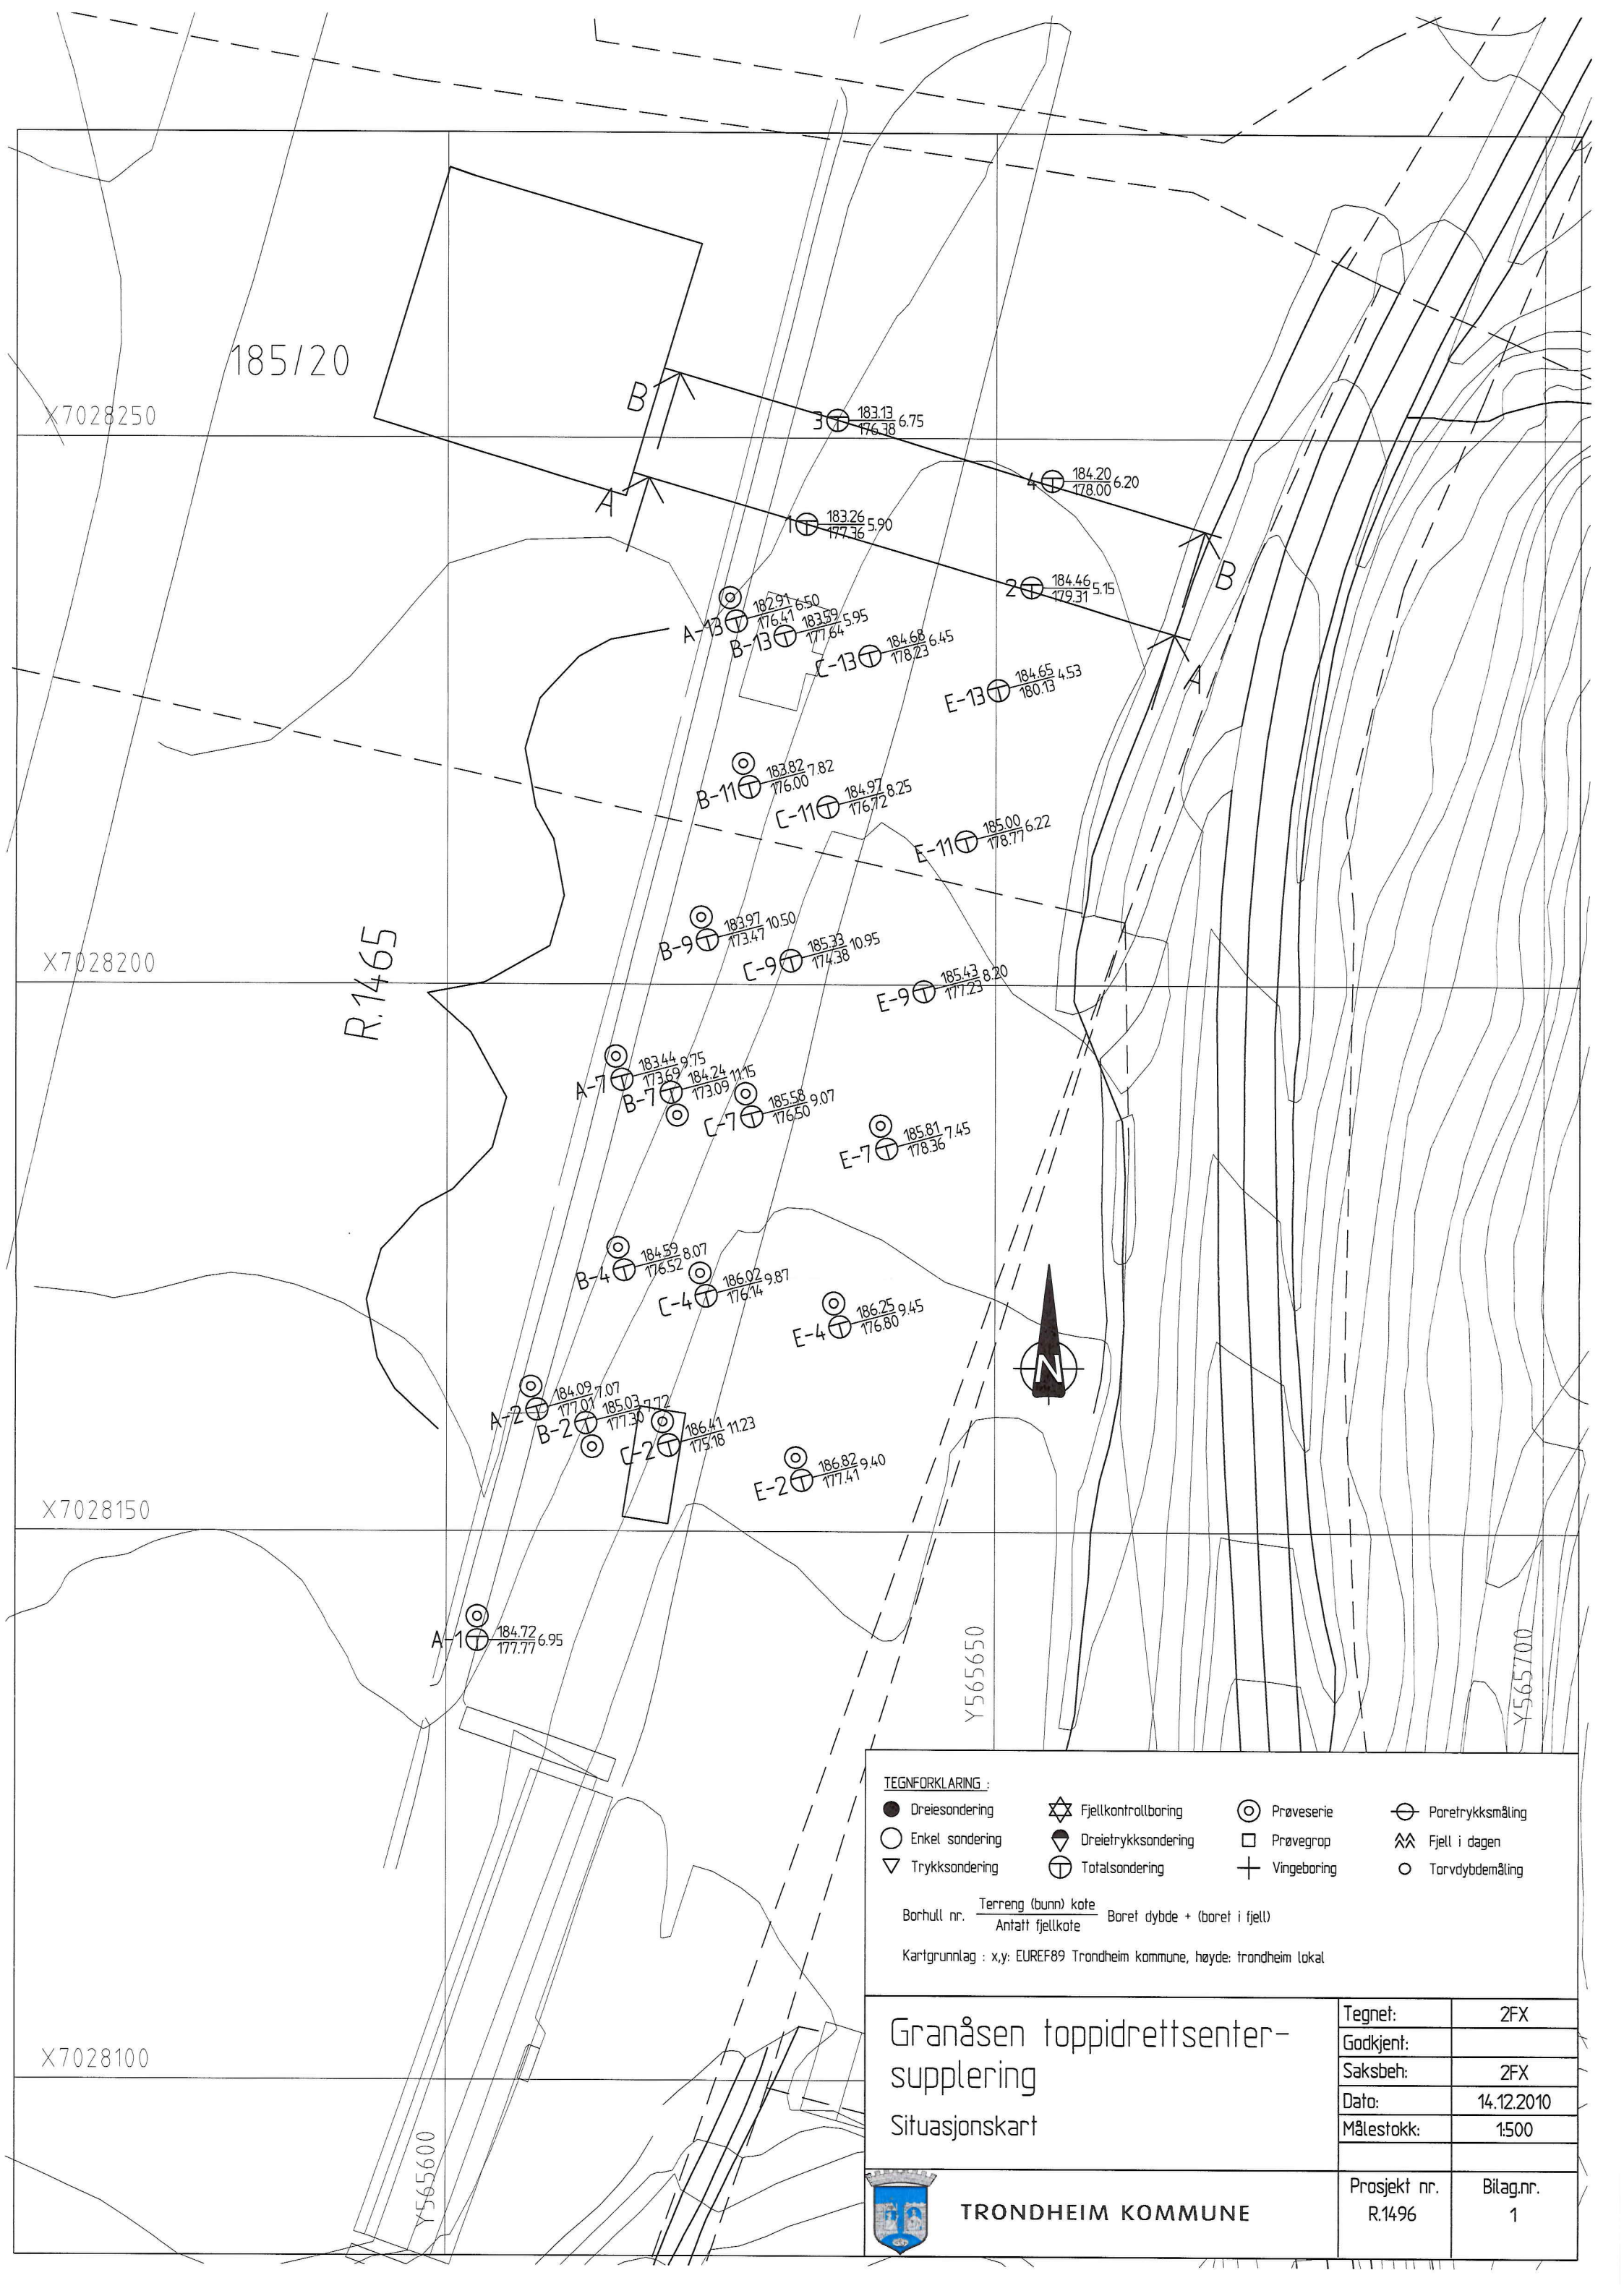 185/20
X7028250
B
3 183.13 6.75
176.38
4 184.20 6.20
178.00
A
1 183.26 5.90
177.36
B
2 184.46 5.15
179.31
A-13 182.91 6.50
176.41
B-13 183.59 5.95
177.64
C-13 184.68 6.45
178.23
E-13 184.65 4.53
180.13
A
B-11 183.82 7.82
176.00
C-11 184.97 8.25
176.72
E-11 185.00 6.22
178.77
R.1465
X7028200
B-9 183.97 10.50
173.47
C-9 185.33 10.95
174.38
E-9 185.43 8.20
177.23
A-7 183.44 9.75
173.69
B-7 184.24 11.15
173.09
C-7 185.58 9.07
176.50
E-7 185.81 7.45
178.36
B-4 184.59 8.07
176.52
C-4 186.02 9.87
176.14
E-4 186.25 9.45
176.80
N
A-2 184.09 7.07
177.01
B-2 185.03 7.72
177.30
C-2 186.41 11.23
175.18
E-2 186.82 9.40
177.41
X7028150
A-1 184.72 6.95
177.77
Y565650
Y565700
TEGNFORKLARING :
Dreiesondering Fjellkontrollboring Prøveserie Poretrykksmåling
Enkel sondering Dreietrykksondering Prøvegrop Fjell i dagen
Trykksondering Totalsondering Vingeboring Torvdybdemåling
Borhull nr. Terreng (bunn) kote Boret dybde + (boret i fjell)
Antatt fjellkote
Kartgrunnlag : x,y: EUREF89 Trondheim kommune, høyde: trondheim lokal
X7028100
Y565600
Granåsen toppidrettsenter-
supplering
Situasjonskart
Tegnet: 2FX
Godkjent:
Saksbeh: 2FX
Dato: 14.12.2010
Målestokk: 1:500
TRONDHEIM KOMMUNE
Prosjekt nr. Bilag.nr.
R.1496 1